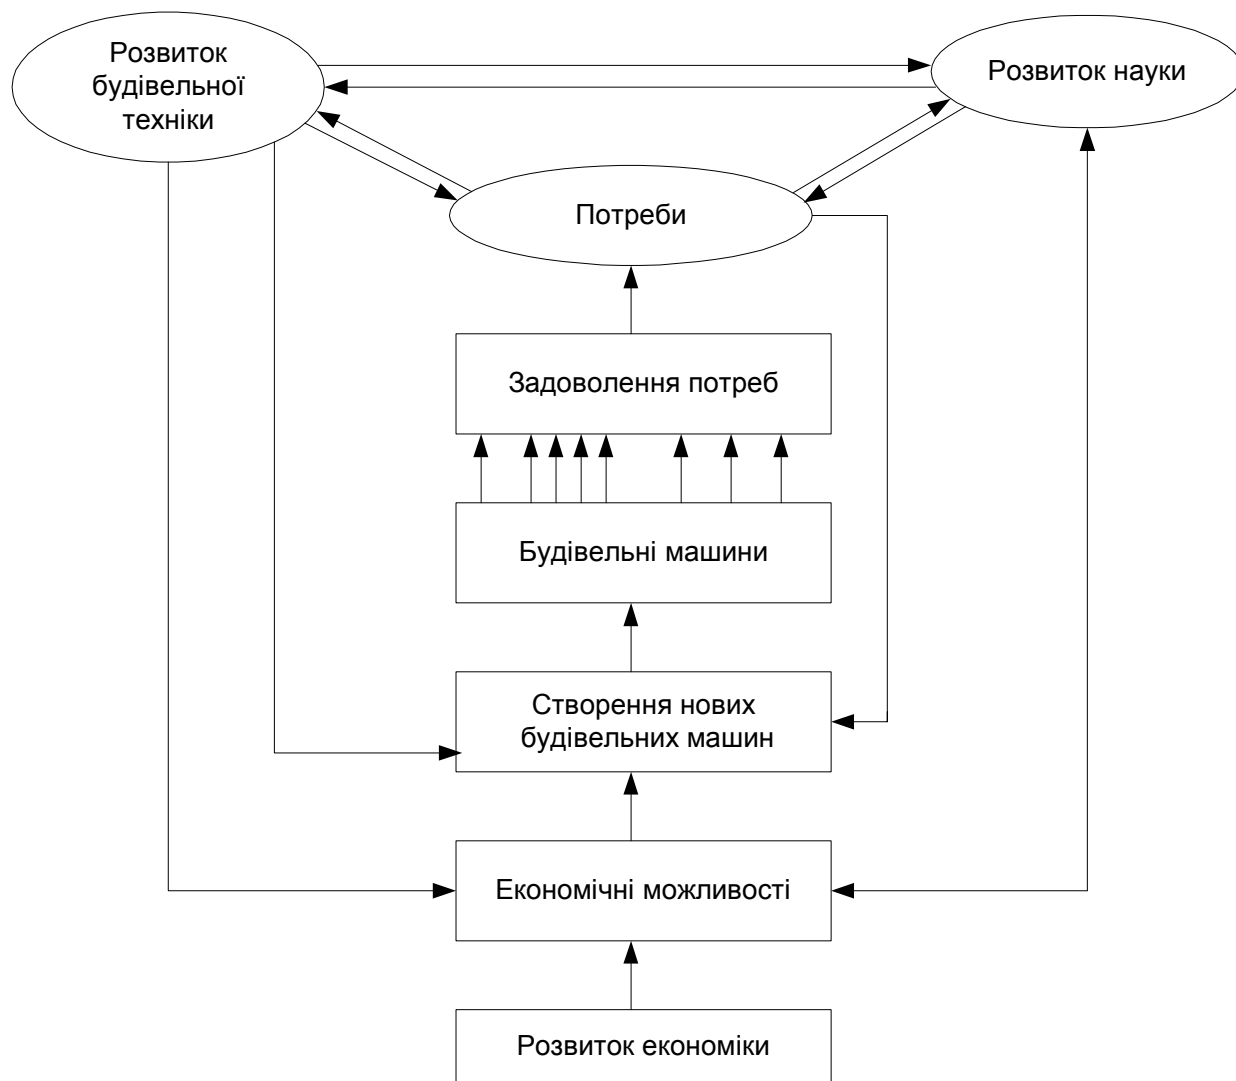 Розвиток
будівельної
техніки
Розвиток науки
Потреби
Задоволення потреб
Будівельні машини
Створення нових
будівельних машин
Економічні можливості
Розвиток економіки